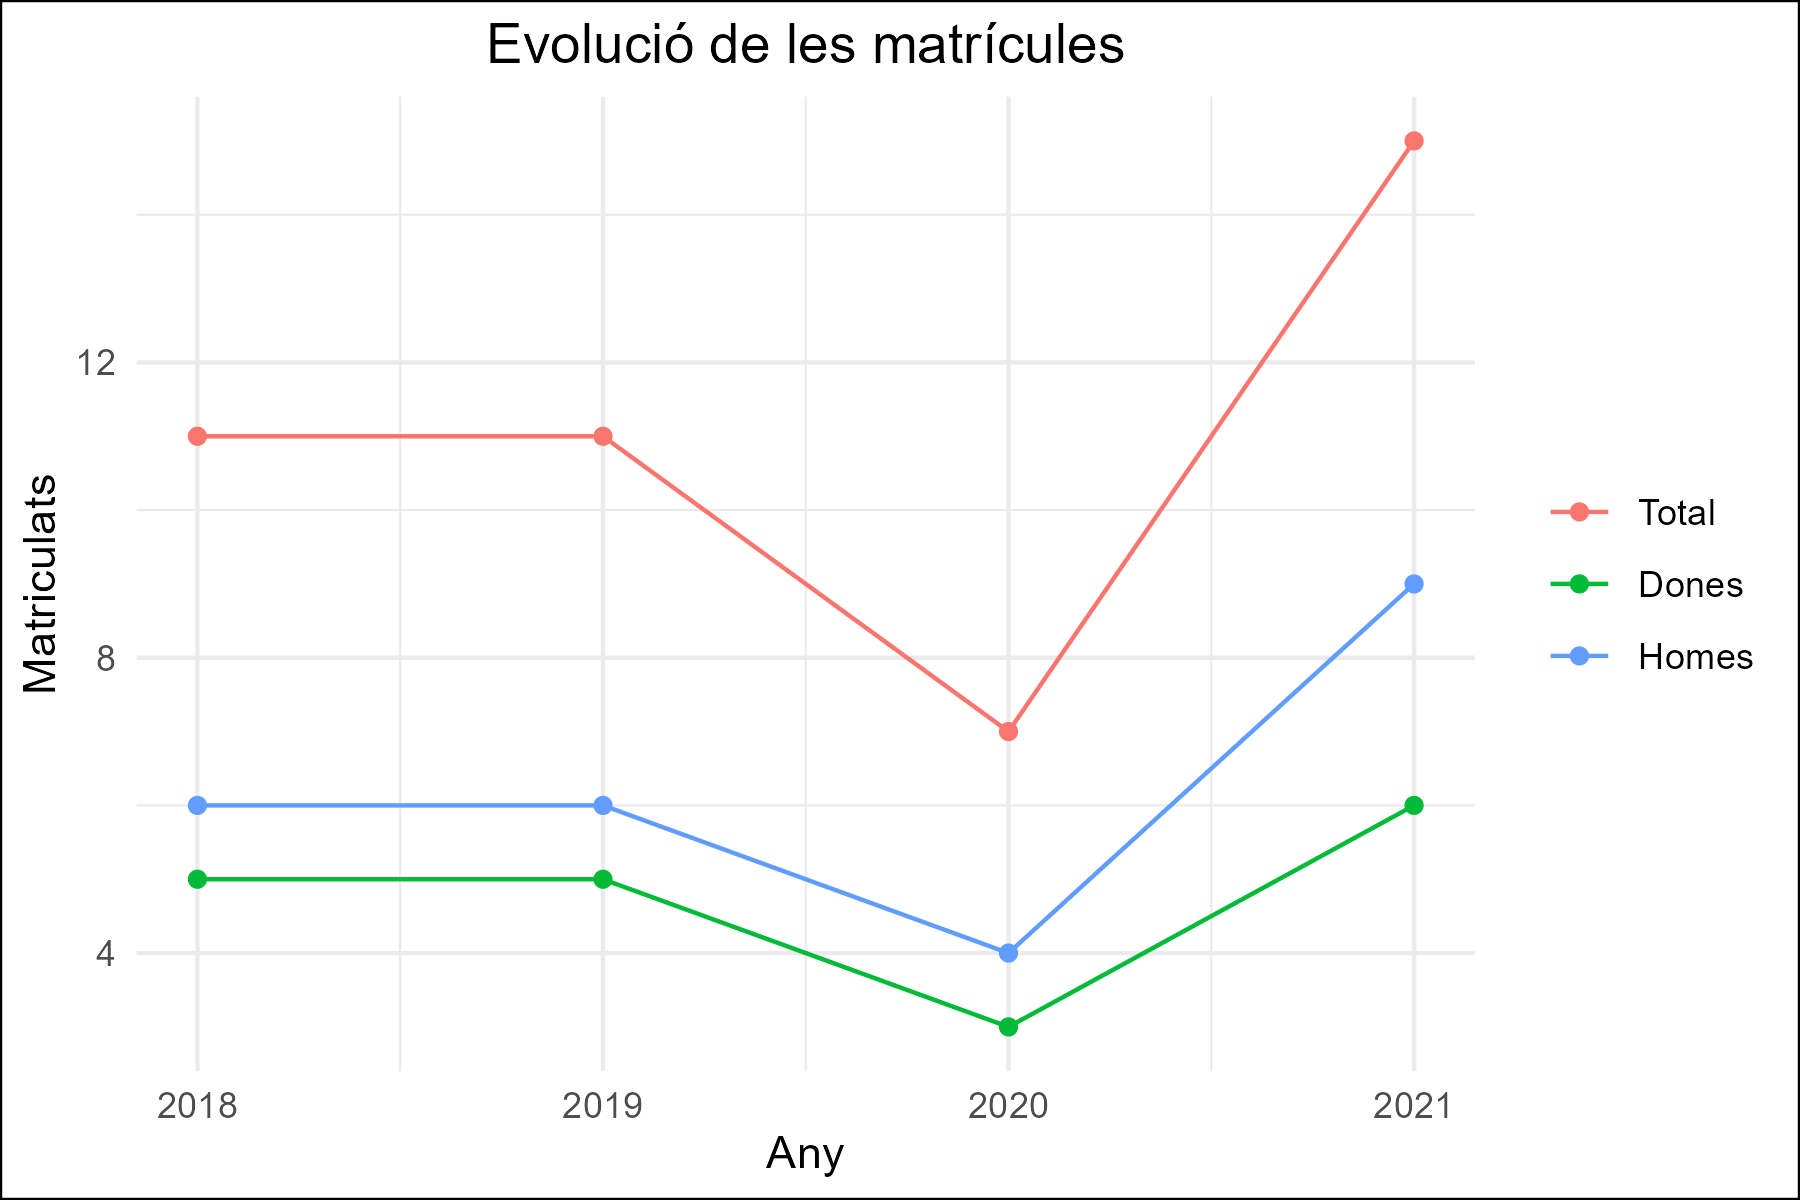 Evolució de les matrícules
Matriculats
12
8
4
2018 2019 2020 2021
Any
Total
Dones
Homes